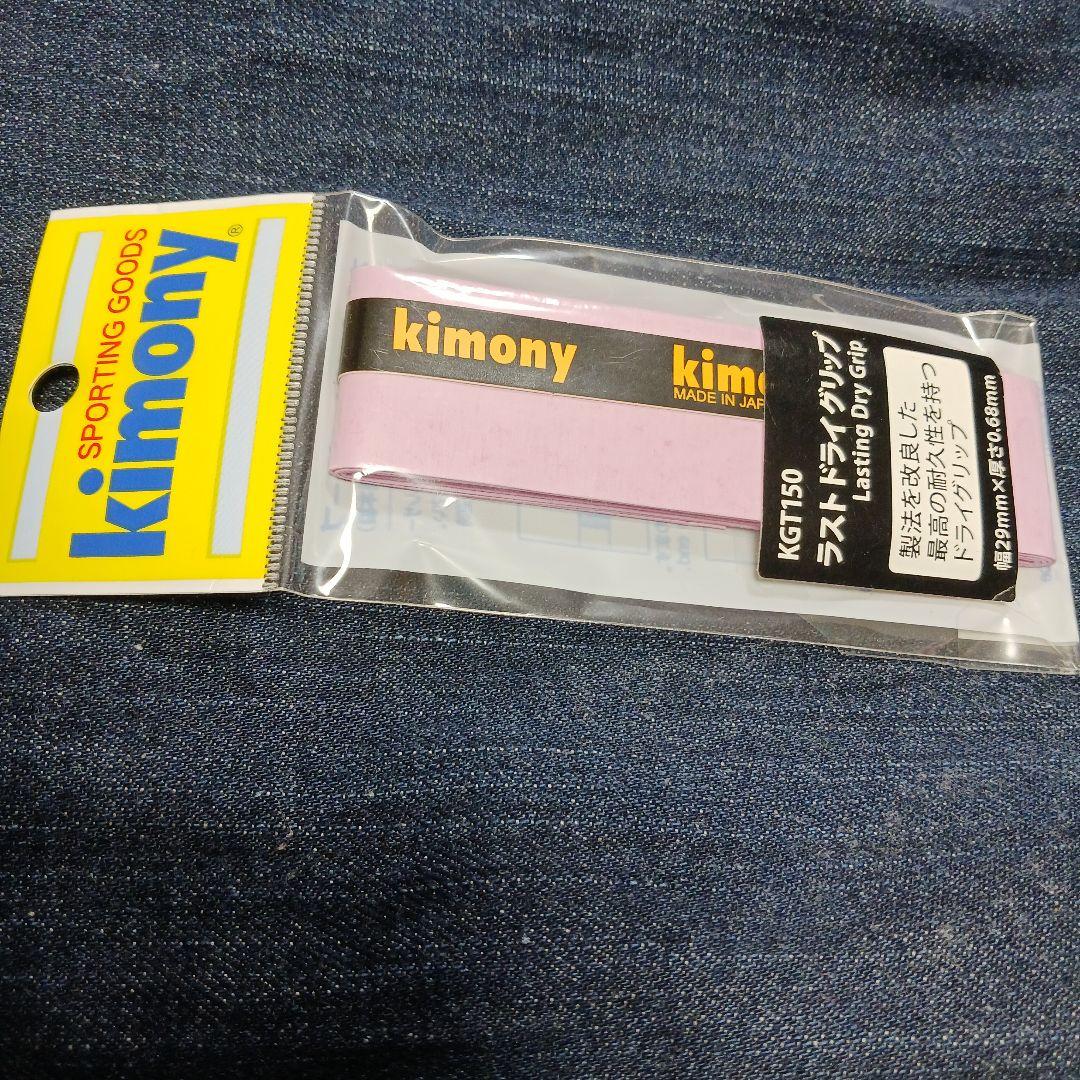 SPORTING GOODS
kimony®
kimony
kimo
MADE IN JAP
KGT150
ラストドライグリップ
Lasting Dry Grip
製法を改良した
最高の耐久性を持つ
ドライグリップ
幅29mm×厚さ0.68mm